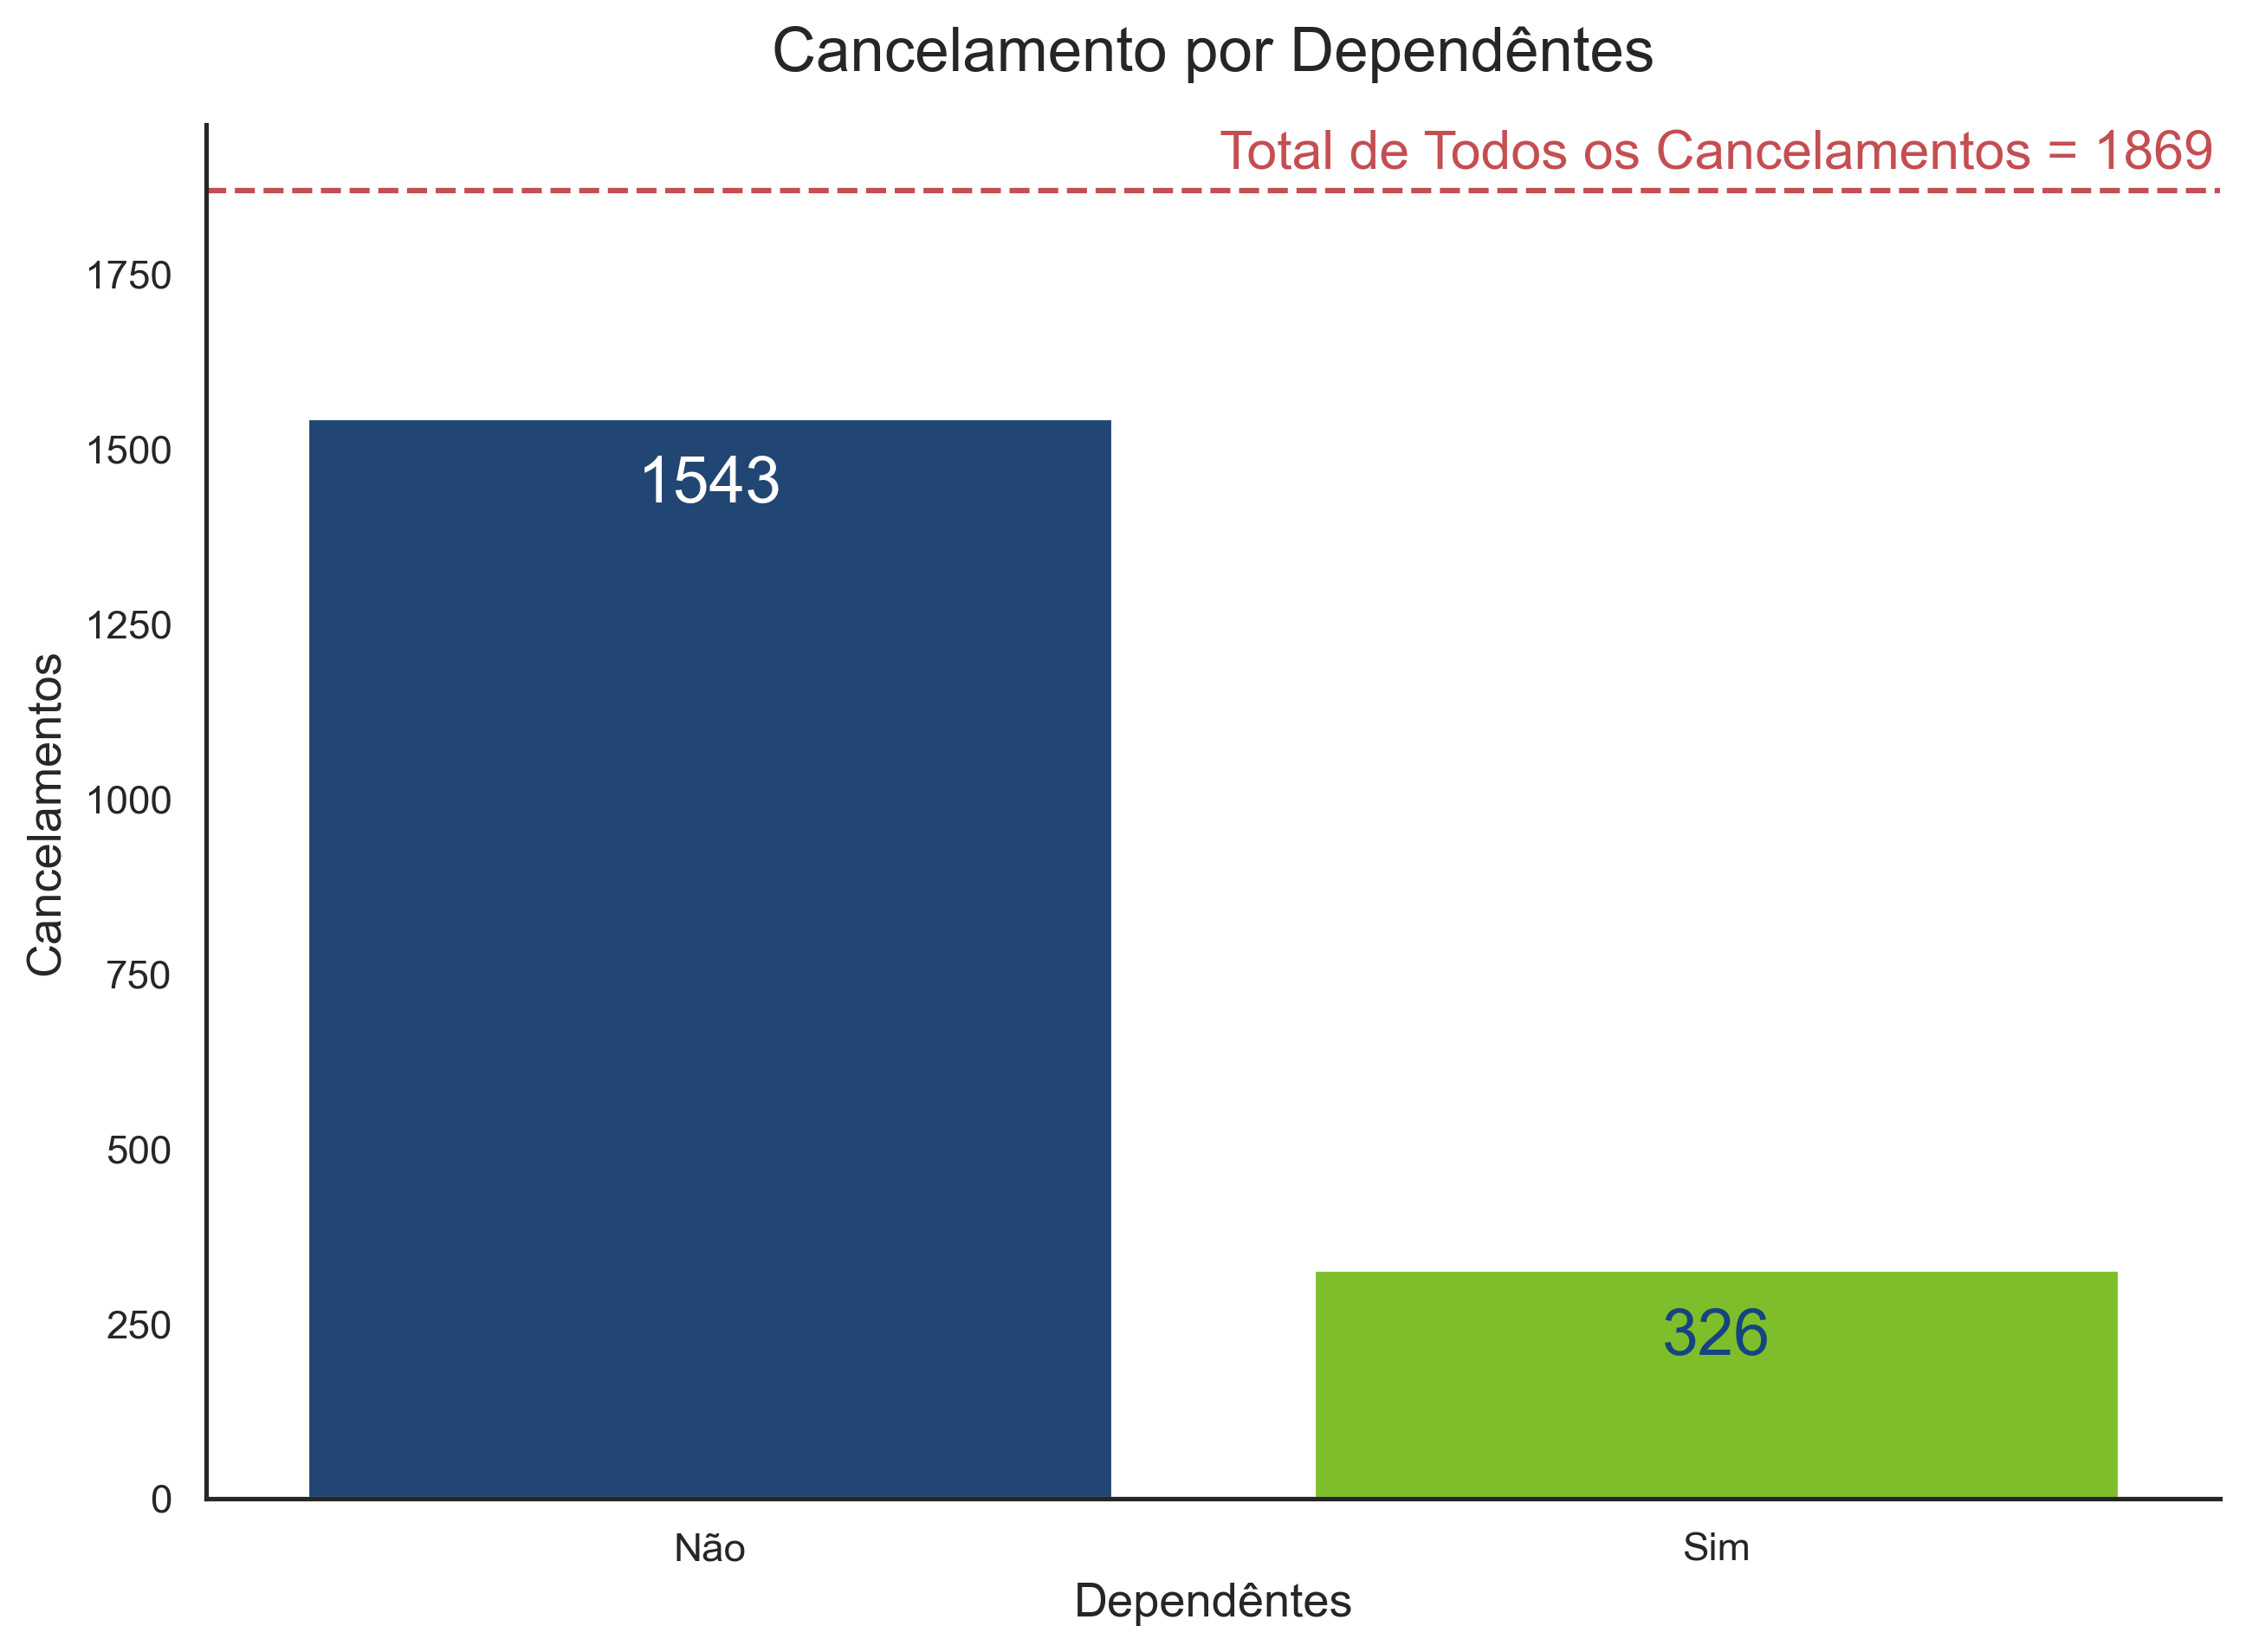 Cancelamento por Dependêntes
Total de Todos os Cancelamentos = 1869
1750
1500
1250
1000
750
500
250
0
Cancelamentos
1543
326
Não
Sim
Dependêntes